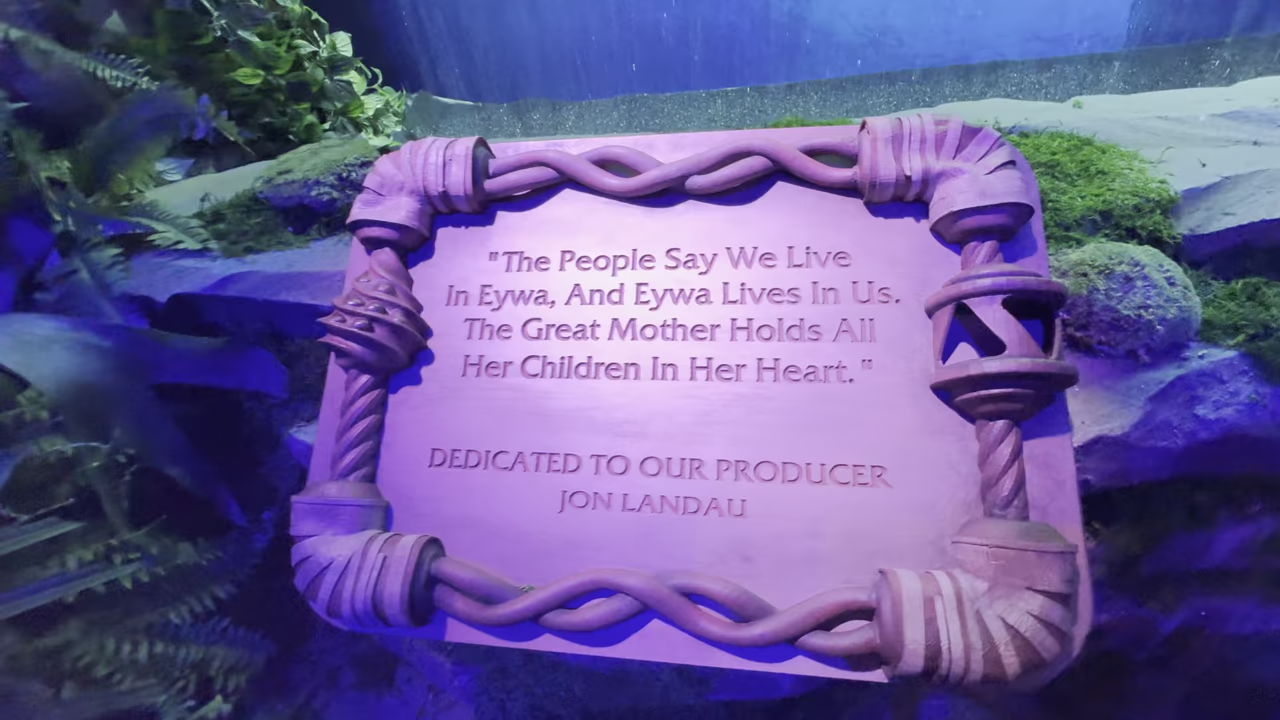 "The People Say We Live
In Eywa, And Eywa Lives In Us.
The Great Mother Holds All
Her Children In Her Heart."
DEDICATED TO OUR PRODUCER
JON LANDAU